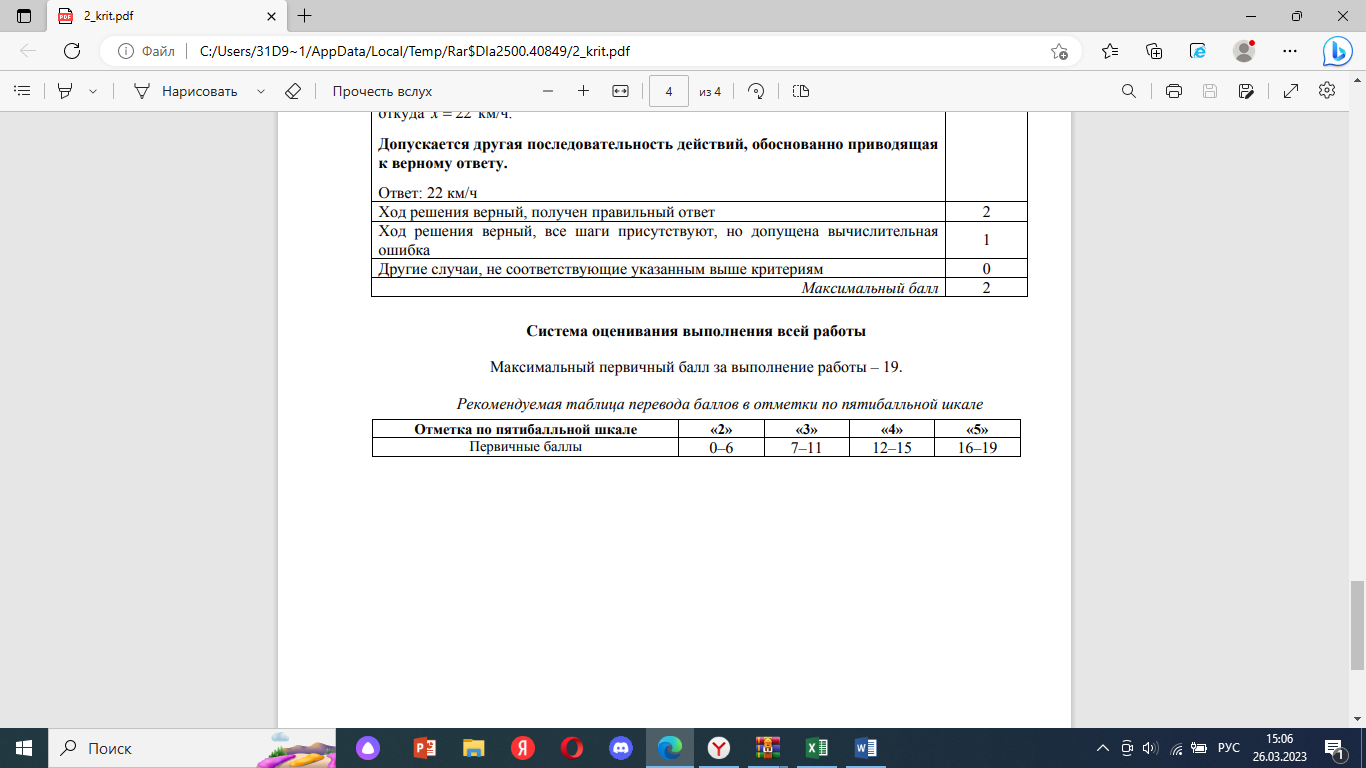 2_krit.pdf
Файл C:/Users/31D9~1/AppData/Local/Temp/Rar$DIa2500.40849/2_krit.pdf
Нарисовать Прочесть вслух 4 из 4
откуда x = 22 км/ч.
Допускается другая последовательность действий, обоснованно приводящая
к верному ответу.
Ответ: 22 км/ч
Ход решения верный, получен правильный ответ 2
Ход решения верный, все шаги присутствуют, но допущена вычислительная
ошибка 1
Другие случаи, не соответствующие указанным выше критериям 0
Максимальный балл 2
Система оценивания выполнения всей работы
Максимальный первичный балл за выполнение работы – 19.
Рекомендуемая таблица перевода баллов в отметки по пятибалльной шкале
Отметка по пятибалльной шкале «2» «3» «4» «5»
Первичные баллы 0–6 7–11 12–15 16–19
Поиск
РУС
15:06
26.03.2023
1